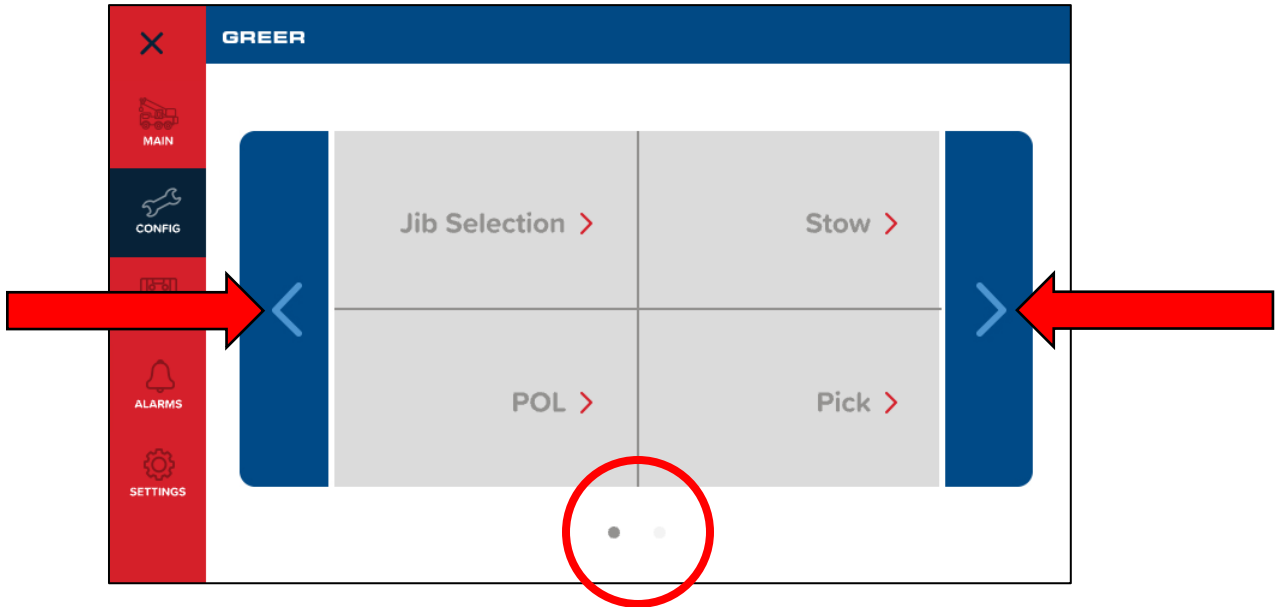 GREER
MAIN
CONFIG
ALARMS
SETTINGS
Jib Selection
Stow
POL
Pick